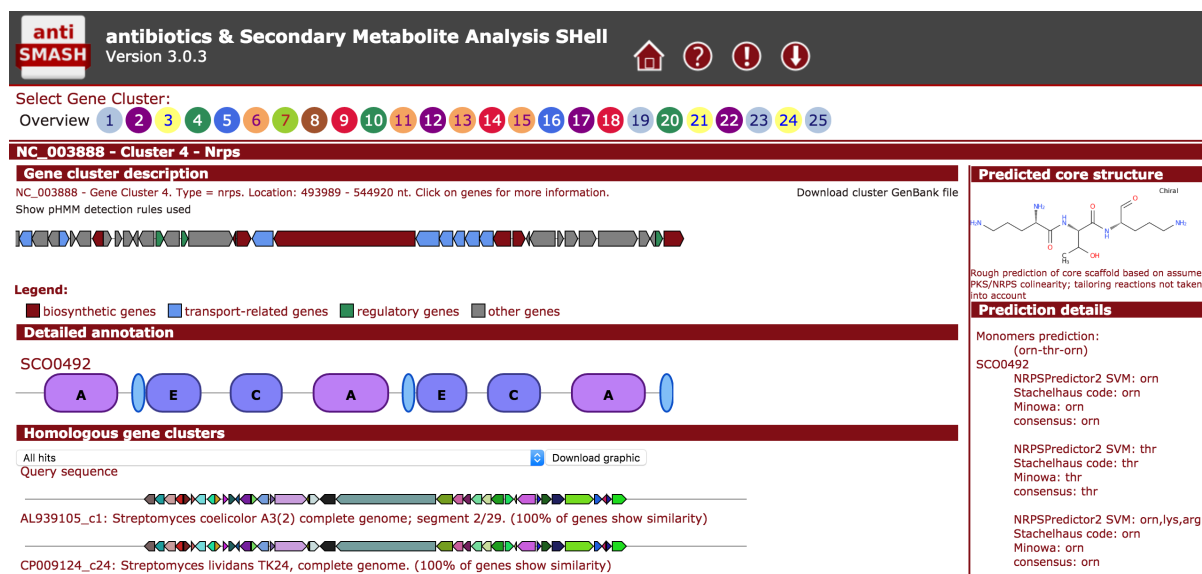 anti
SMASH
antibiotics & Secondary Metabolite Analysis SHell
Version 3.0.3
Select Gene Cluster:
Overview 1 2 3 4 5 6 7 8 9 10 11 12 13 14 15 16 17 18 19 20 21 22 23 24 25
NC_003888 - Cluster 4 - Nrps
Gene cluster description
NC_003888 - Gene Cluster 4. Type = nrps. Location: 493989 - 544920 nt. Click on genes for more information.
Download cluster GenBank file
Show pHMM detection rules used
Legend:
biosynthetic genes transport-related genes regulatory genes other genes
Detailed annotation
SCO0492
A E C A E C A
Homologous gene clusters
All hits
Download graphic
Query sequence
AL939105_c1: Streptomyces coelicolor A3(2) complete genome; segment 2/29. (100% of genes show similarity)
CP009124_c24: Streptomyces lividans TK24, complete genome. (100% of genes show similarity)
Predicted core structure
Chiral
NH₂ O O
H₂N NH NH NH₂
O OH
H₃C
Rough prediction of core scaffold based on assume
PKS/NRPS colinearity; tailoring reactions not taken
into account
Prediction details
Monomers prediction:
(orn-thr-orn)
SCO0492
NRPSPredictor2 SVM: orn
Stachelhaus code: orn
Minowa: orn
consensus: orn
NRPSPredictor2 SVM: thr
Stachelhaus code: thr
Minowa: thr
consensus: thr
NRPSPredictor2 SVM: orn,lys,arg
Stachelhaus code: orn
Minowa: orn
consensus: orn